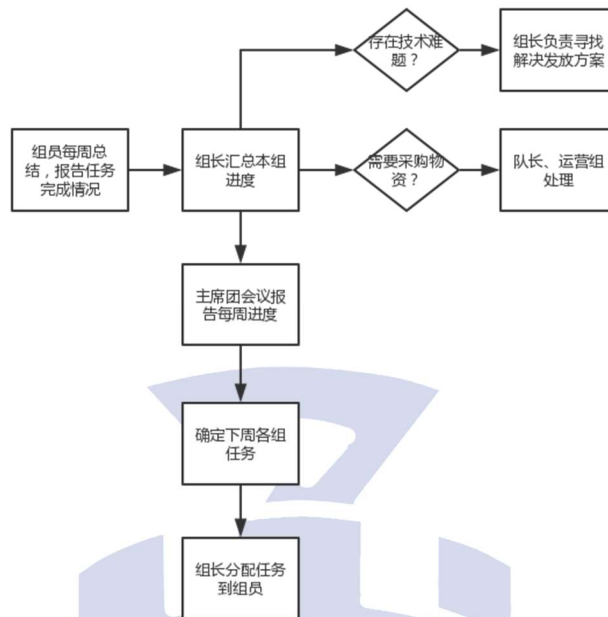 存在技术难
题？
组长负责寻找
解决发放方案
组员每周总
结，报告任务
完成情况
组长汇总本组
进度
需要采购物
资？
队长、运营组
处理
主席团会议报
告每周进度
确定下周各组
任务
组长分配任务
到组员